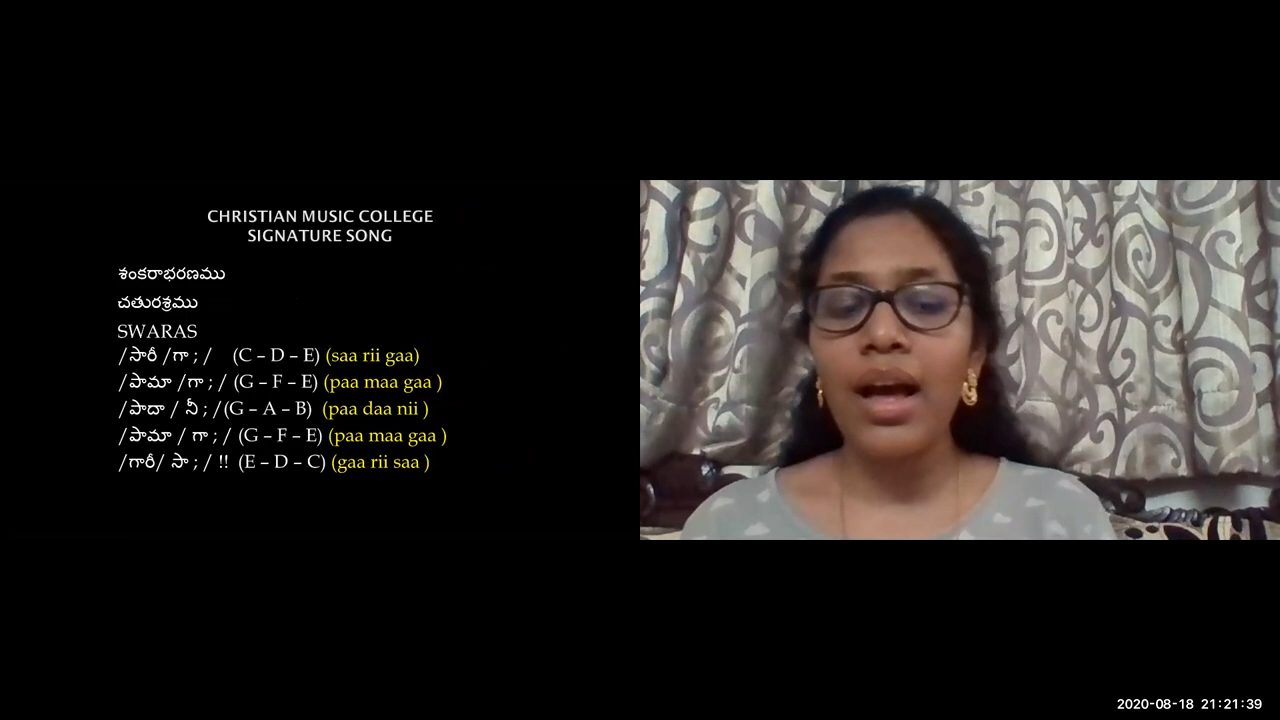 CHRISTIAN MUSIC COLLEGE
SIGNATURE SONG
శంకరాభరణము
చతురశ్రము
SWARAS
/సారీ /గా ; / (C – D – E) (saa rii gaa)
/పామా /గా ; / (G – F – E) (paa maa gaa )
/పాదా / నీ ; /(G – A – B) (paa daa nii )
/పామా / గా ; / (G – F – E) (paa maa gaa )
/గారీ/ సా ; / !! (E – D – C) (gaa rii saa )
2020-08-18 21:21:39